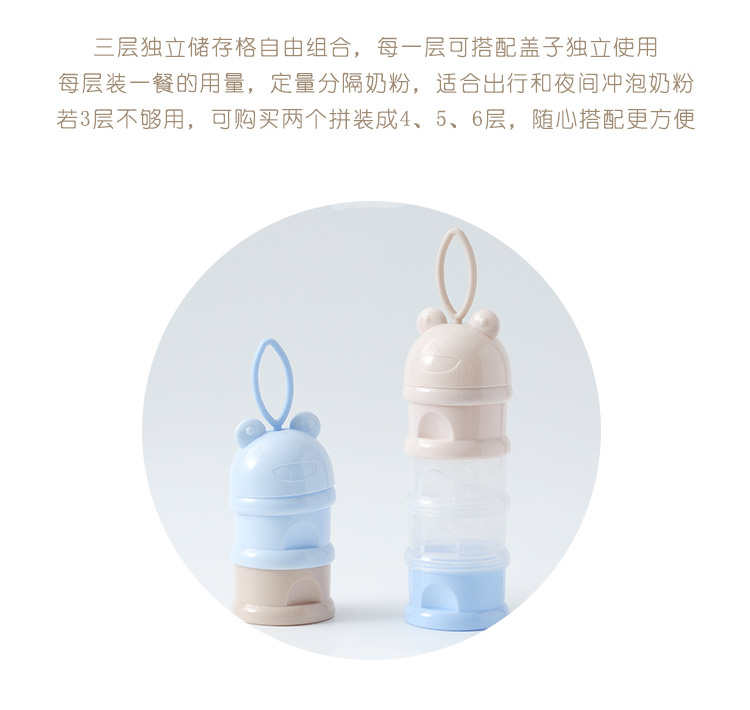 三层独立储存格自由组合，每一层可搭配盖子独立使用
每层装一餐的用量，定量分隔奶粉，适合出行和夜间冲泡奶粉
若3层不够用，可购买两个拼装成4、5、6层，随心搭配更方便